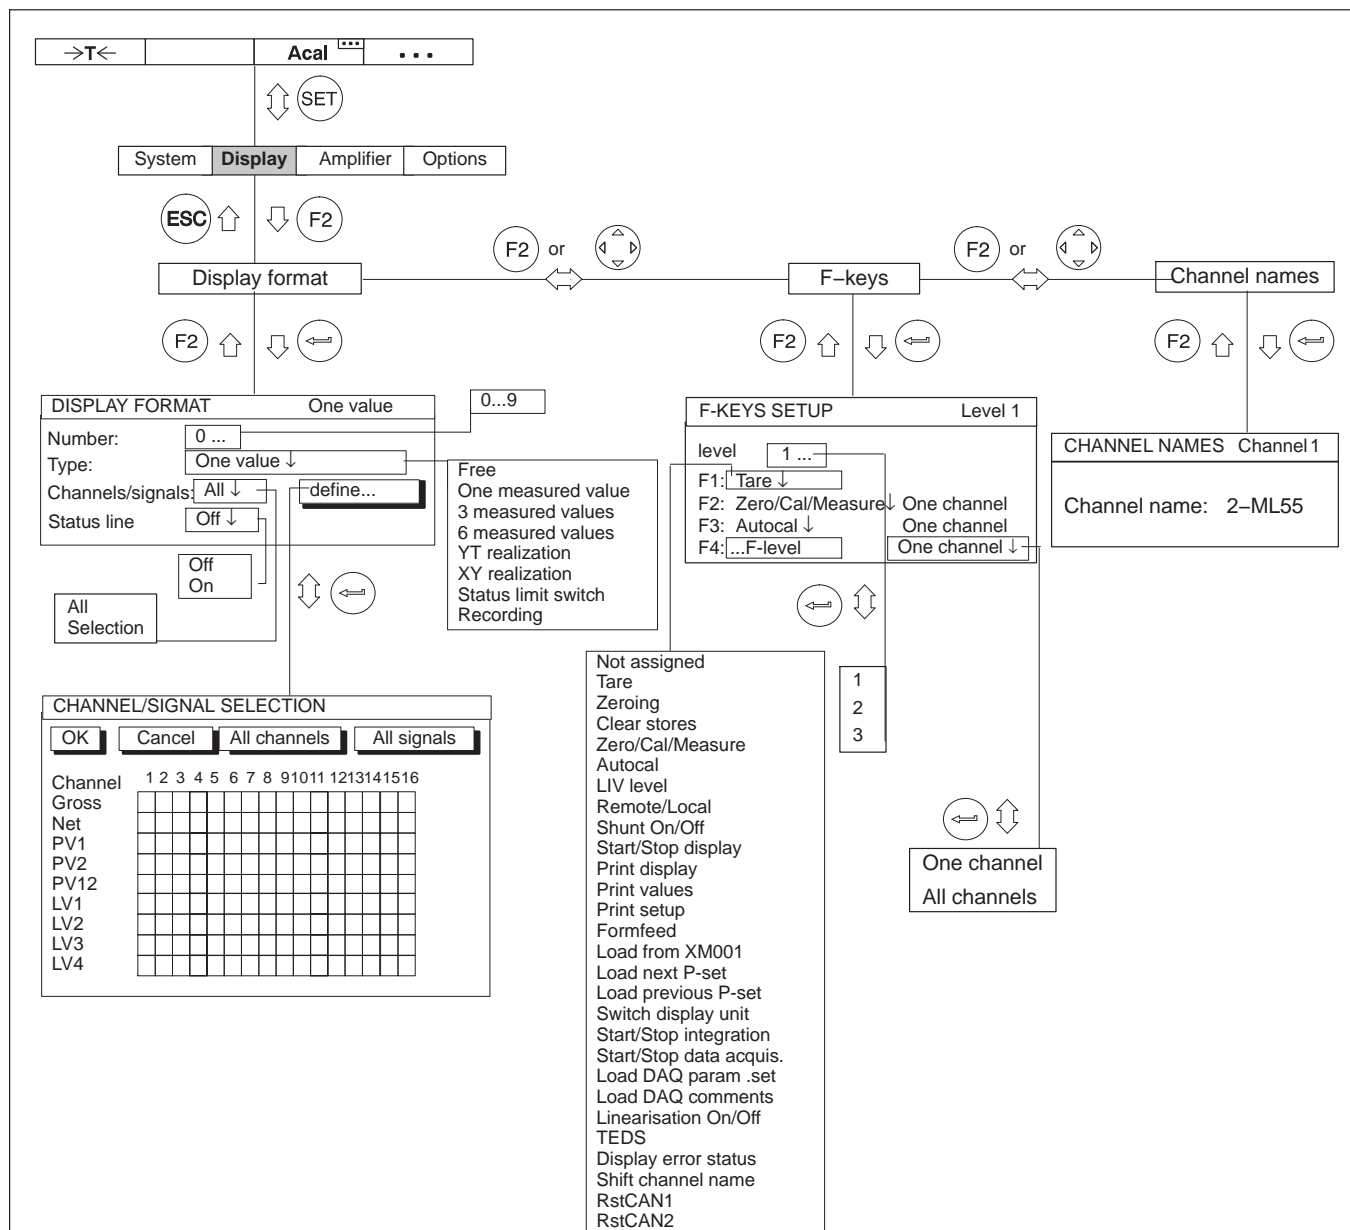 →T← Acal ... ...
SET
System Display Amplifier Options
ESC F2
F2 or
F2 or
Display format
F−keys
Channel names
F2
F2
F2
DISPLAY FORMAT One value
Number: 0 ...
Type: One value ↓
Channels/signals: All ↓ define...
Status line Off ↓
0...9
Off
On
All
Selection
Free
One measured value
3 measured values
6 measured values
YT realization
XY realization
Status limit switch
Recording
F-KEYS SETUP Level 1
level 1 ...
F1: Tare ↓
F2: Zero/Cal/Measure↓ One channel
F3: Autocal ↓ One channel
F4: ...F-level One channel ↓
CHANNEL NAMES Channel 1
Channel name: 2−ML55
CHANNEL/SIGNAL SELECTION
OK Cancel All channels All signals
Channel 1 2 3 4 5 6 7 8 9 10 11 12 13 14 15 16
Gross
Net
PV1
PV2
PV12
LV1
LV2
LV3
LV4
Not assigned
Tare
Zeroing
Clear stores
Zero/Cal/Measure
Autocal
LIV level
Remote/Local
Shunt On/Off
Start/Stop display
Print display
Print values
Print setup
Formfeed
Load from XM001
Load next P-set
Load previous P-set
Switch display unit
Start/Stop integration
Start/Stop data acquis.
Load DAQ param .set
Load DAQ comments
Linearisation On/Off
TEDS
Display error status
Shift channel name
RstCAN1
RstCAN2
1
2
3
One channel
All channels